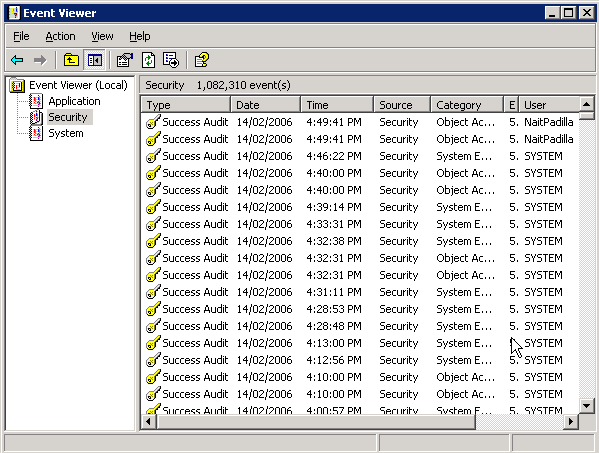 Event Viewer
File Action View Help
Event Viewer (Local)
Application
Security
System
Security 1,082,310 event(s)
Type Date Time Source Category E User
Success Audit 14/02/2006 4:49:41 PM Security Object Ac... 5. NaitPadilla
Success Audit 14/02/2006 4:49:41 PM Security Object Ac... 5. NaitPadilla
Success Audit 14/02/2006 4:46:22 PM Security System E... 5. SYSTEM
Success Audit 14/02/2006 4:40:00 PM Security Object Ac... 5. SYSTEM
Success Audit 14/02/2006 4:40:00 PM Security Object Ac... 5. SYSTEM
Success Audit 14/02/2006 4:39:14 PM Security System E... 5. SYSTEM
Success Audit 14/02/2006 4:33:31 PM Security System E... 5. SYSTEM
Success Audit 14/02/2006 4:32:38 PM Security System E... 5. SYSTEM
Success Audit 14/02/2006 4:32:31 PM Security Object Ac... 5. SYSTEM
Success Audit 14/02/2006 4:32:31 PM Security Object Ac... 5. SYSTEM
Success Audit 14/02/2006 4:31:11 PM Security System E... 5. SYSTEM
Success Audit 14/02/2006 4:28:53 PM Security System E... 5. SYSTEM
Success Audit 14/02/2006 4:28:48 PM Security System E... 5. SYSTEM
Success Audit 14/02/2006 4:13:00 PM Security System E... SYSTEM
Success Audit 14/02/2006 4:12:56 PM Security System E... 5. SYSTEM
Success Audit 14/02/2006 4:10:00 PM Security Object Ac... 5. SYSTEM
Success Audit 14/02/2006 4:10:00 PM Security Object Ac... 5. SYSTEM
Success Audit 14/02/2006 4:00:57 PM Security System E... 5. SYSTEM